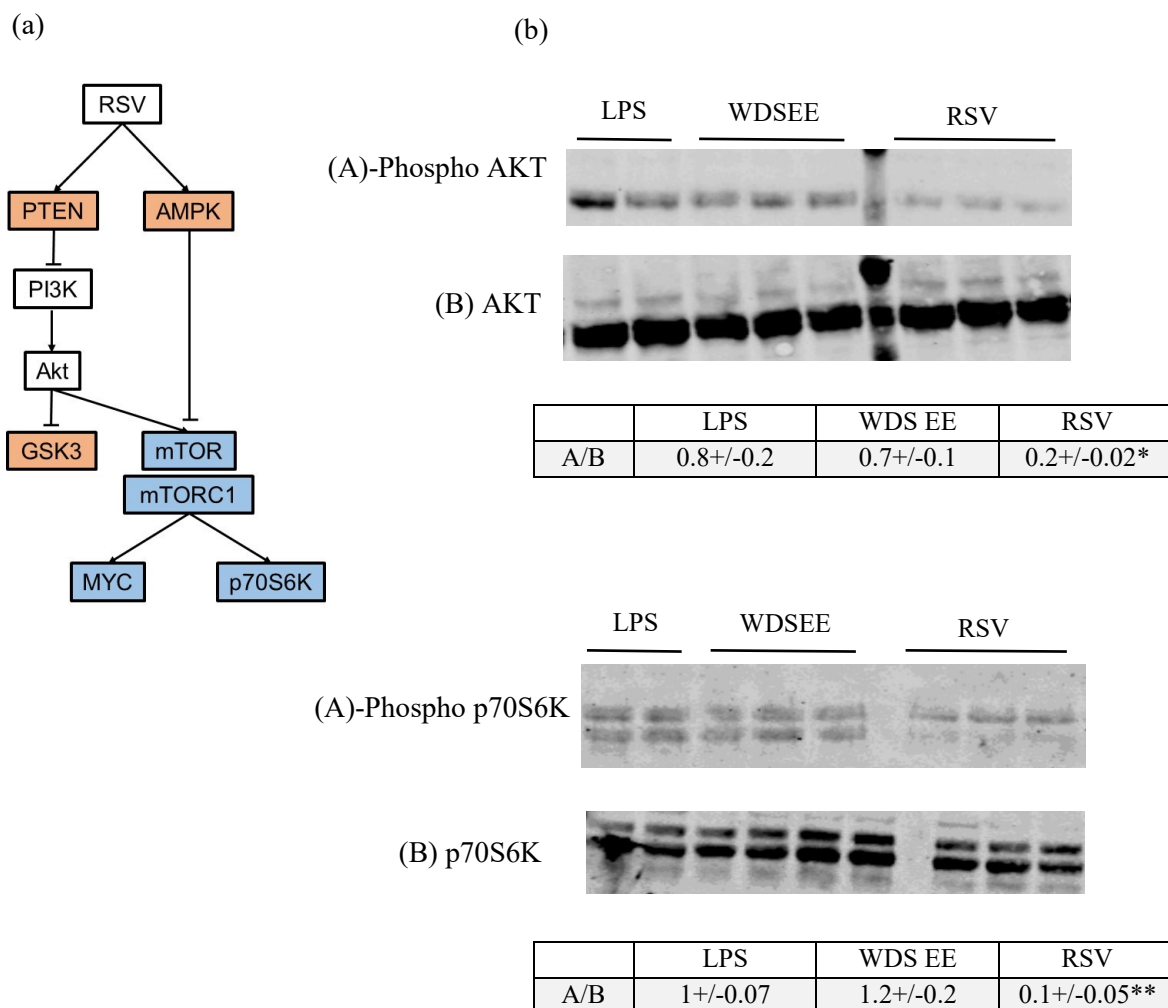 (a)
RSV
PTEN AMPK
PI3K
Akt
GSK3 mTOR
mTORC1
MYC p70S6K
(b)
LPS WDSEE RSV
(A)-Phospho AKT
(B) AKT
LPS WDS EE RSV
A/B 0.8+/-0.2 0.7+/-0.1 0.2+/-0.02*
LPS WDSEE RSV
(A)-Phospho p70S6K
(B) p70S6K
LPS WDS EE RSV
A/B 1+/-0.07 1.2+/-0.2 0.1+/-0.05**